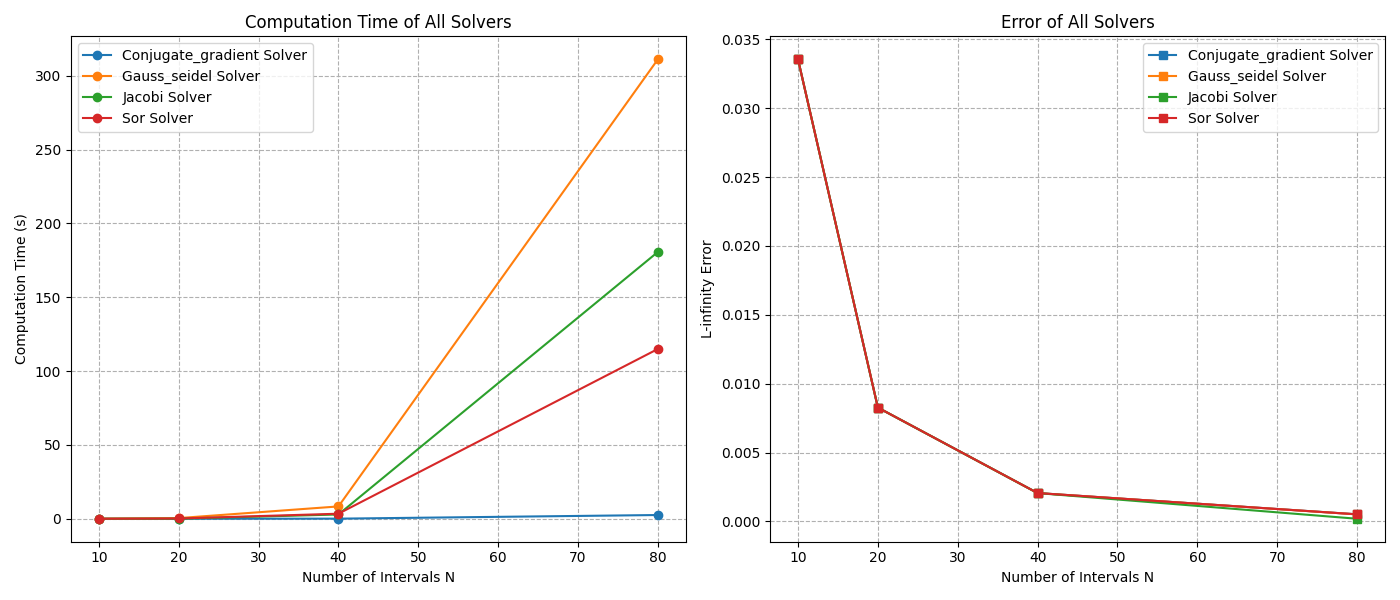 Computation Time of All Solvers
Conjugate_gradient Solver
Gauss_seidel Solver
Jacobi Solver
Sor Solver
Computation Time (s)
300
250
200
150
100
50
0
10 20 30 40 50 60 70 80
Number of Intervals N
Error of All Solvers
Conjugate_gradient Solver
Gauss_seidel Solver
Jacobi Solver
Sor Solver
L-infinity Error
0.035
0.030
0.025
0.020
0.015
0.010
0.005
0.000
10 20 30 40 50 60 70 80
Number of Intervals N